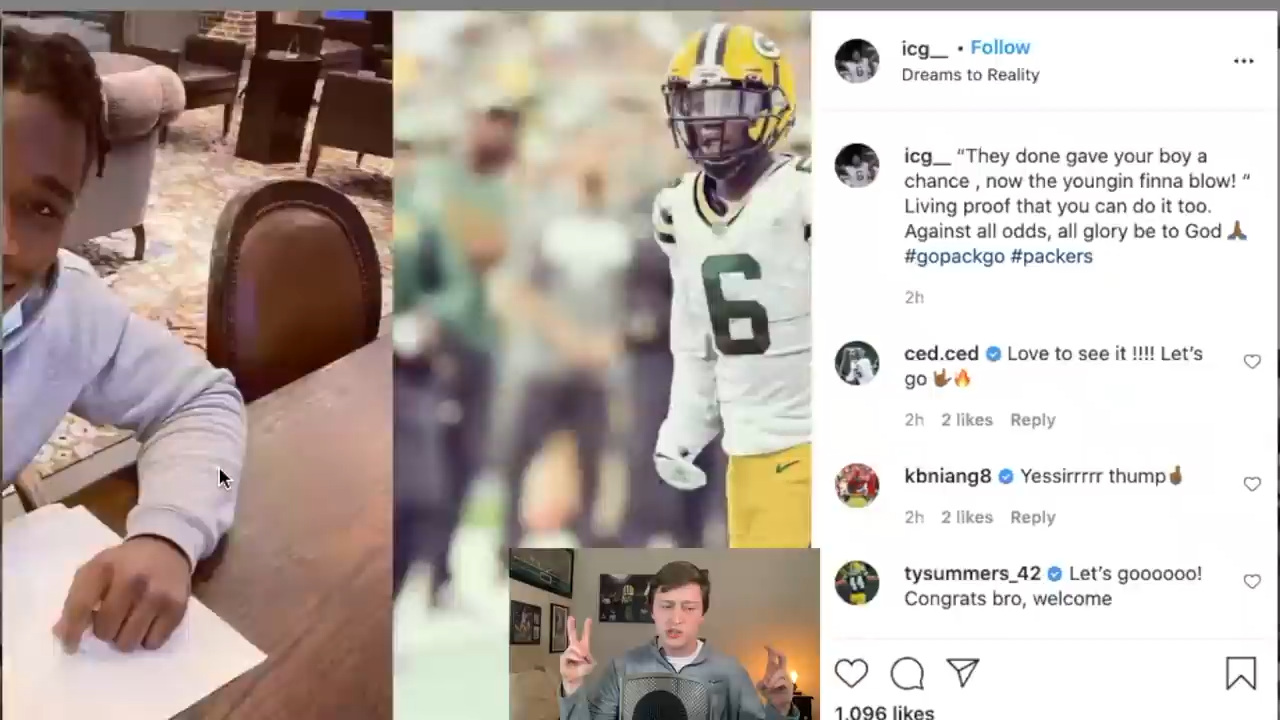 icg__ • Follow
Dreams to Reality
icg__ “They done gave your boy a
chance , now the youngin finna blow! “
Living proof that you can do it too.
Against all odds, all glory be to God 🙏🏾
#gopackgo #packers
2h
ced.ced Love to see it !!!! Let's
go 🤟🏾🔥
2h 2 likes Reply
kbniang8 Yessirrrrr thump🤞🏾
2h 2 likes Reply
tysummers_42 Let's goooooo!
Congrats bro, welcome
1,096 likes
6
G